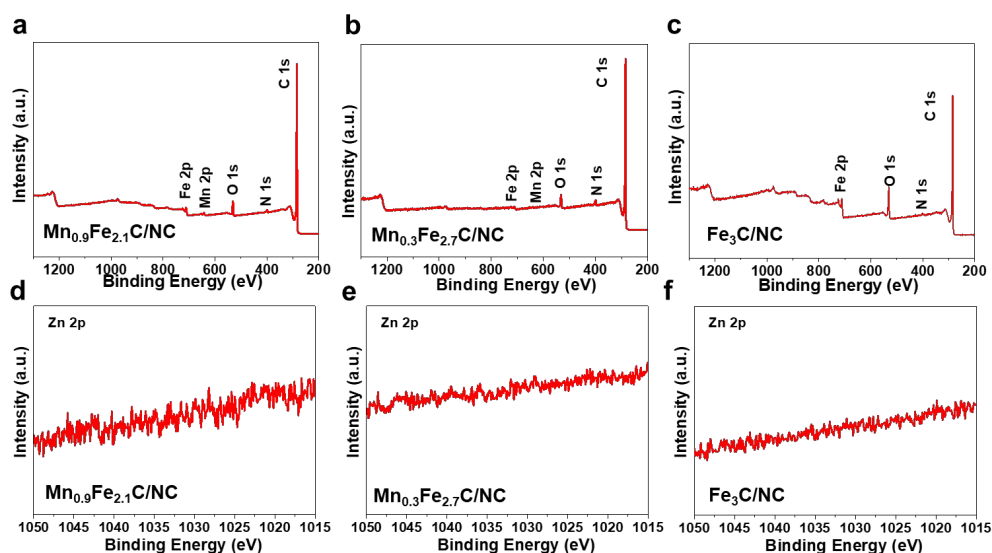 a
Intensity (a.u.)
C 1s
Fe 2p
Mn 2p
O 1s
N 1s
Mn0.9Fe2.1C/NC
1200 1000 800 600 400 200
Binding Energy (eV)
b
Intensity (a.u.)
C 1s
Fe 2p
Mn 2p
O 1s
N 1s
Mn0.3Fe2.7C/NC
1200 1000 800 600 400 200
Binding Energy (eV)
c
Intensity (a.u.)
C 1s
Fe 2p
O 1s
N 1s
Fe3C/NC
1200 1000 800 600 400 200
Binding Energy (eV)
d
Zn 2p
Intensity (a.u.)
Mn0.9Fe2.1C/NC
1050 1045 1040 1035 1030 1025 1020 1015
Binding Energy (eV)
e
Zn 2p
Intensity (a.u.)
Mn0.3Fe2.7C/NC
1050 1045 1040 1035 1030 1025 1020 1015
Binding Energy (eV)
f
Zn 2p
Intensity (a.u.)
Fe3C/NC
1050 1045 1040 1035 1030 1025 1020 1015
Binding Energy (eV)